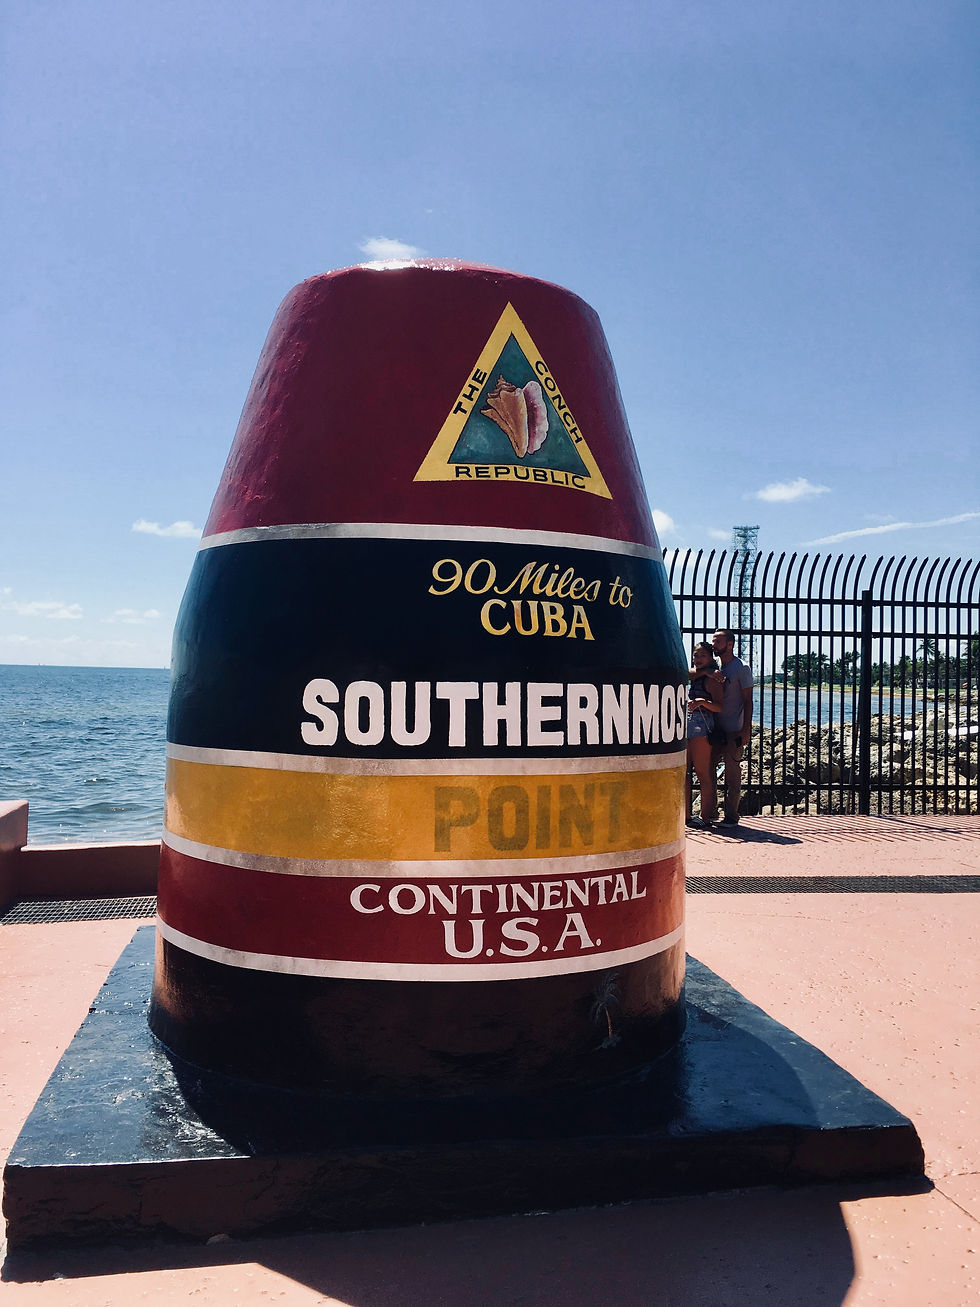 THE CONCH
REPUBLIC
90 Miles to
CUBA
SOUTHERNMOS
POINT
CONTINENTAL
U.S.A.